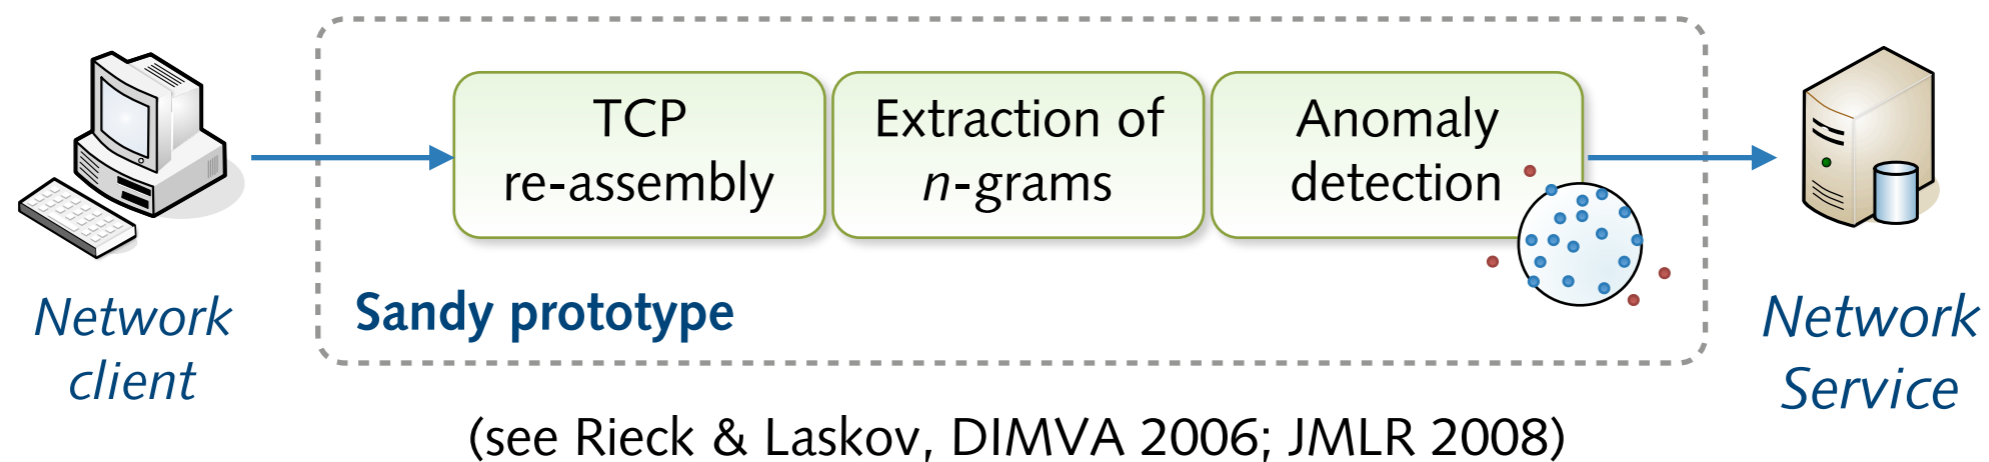 TCP
re-assembly
Extraction of
n-grams
Anomaly
detection
Sandy prototype
Network
client
Network
Service
(see Rieck & Laskov, DIMVA 2006; JMLR 2008)